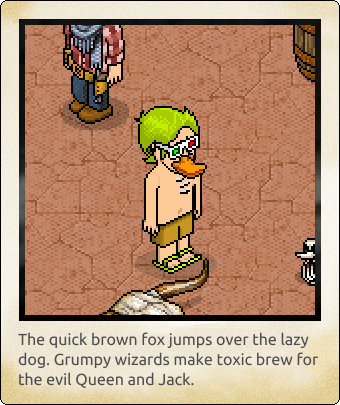 The quick brown fox jumps over the lazy
dog. Grumpy wizards make toxic brew for
the evil Queen and Jack.